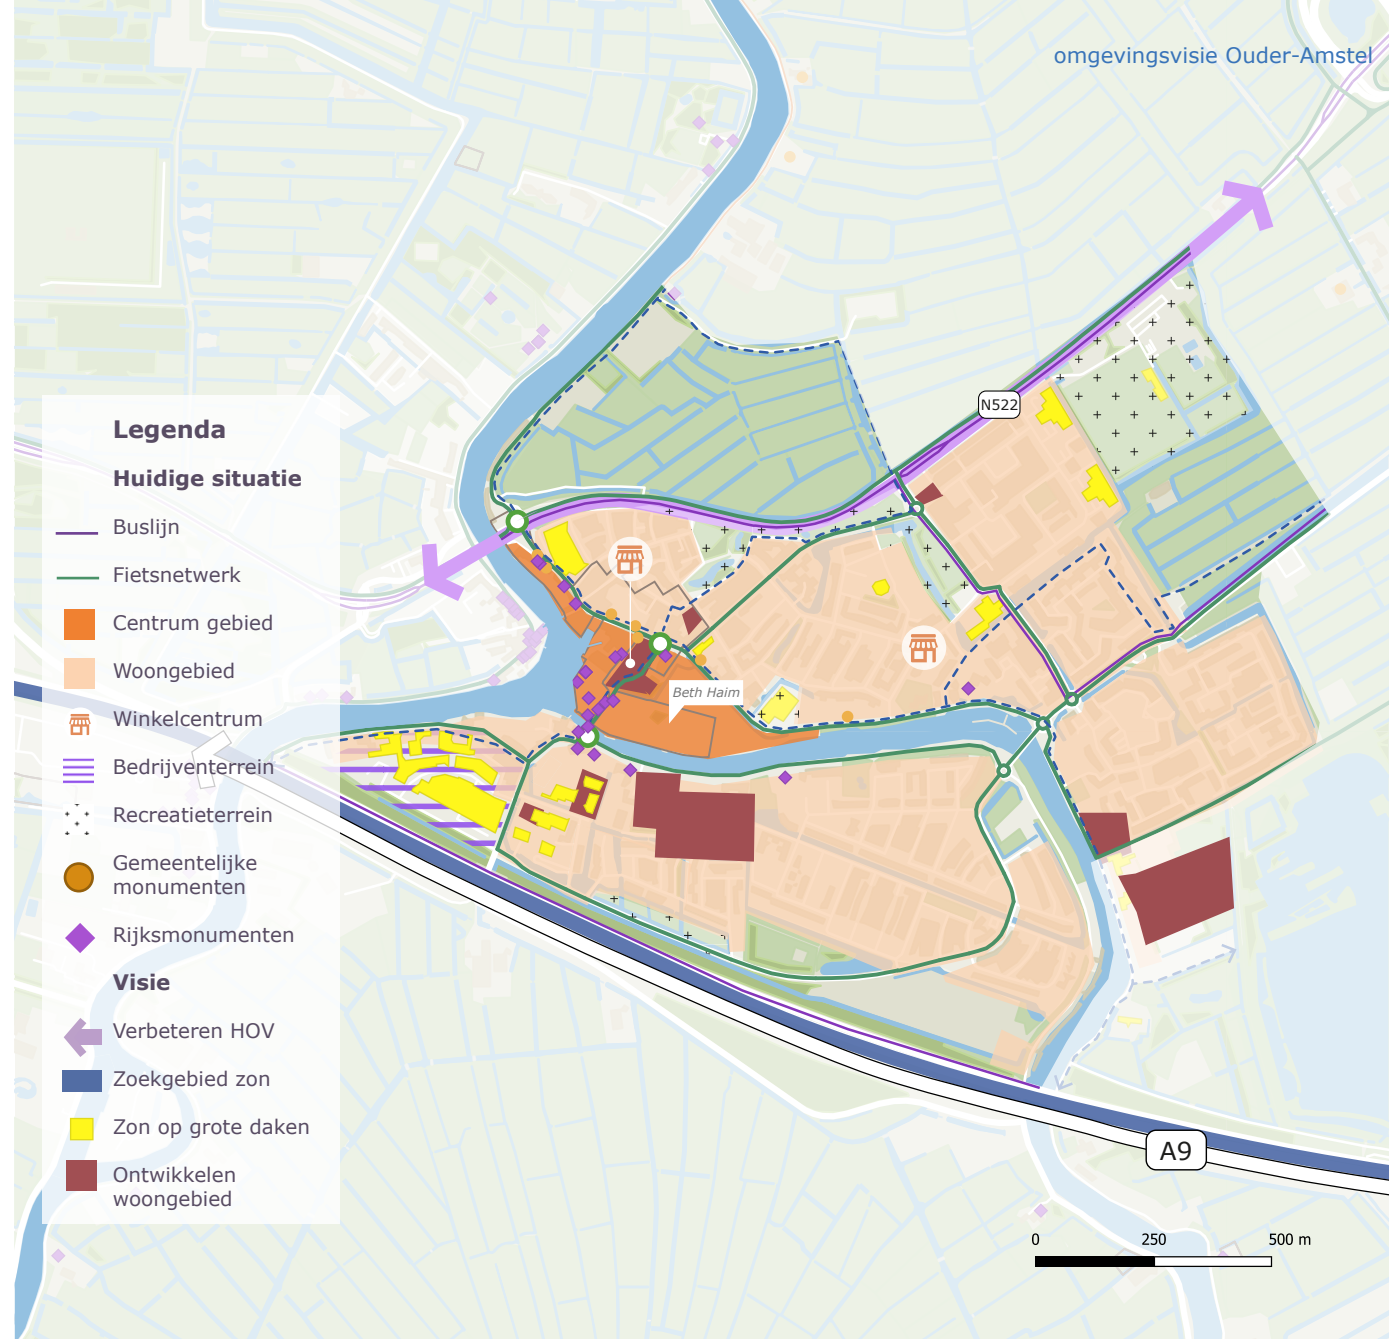 omgevingsvisie Ouder-Amstel
N522
Legenda
Huidige situatie
Buslijn
Fietsnetwerk
Centrum gebied
Woongebied
Winkelcentrum
Bedrijventerrein
Recreatieterrein
Gemeentelijke
monumenten
Rijksmonumenten
Visie
Verbeteren HOV
Zoekgebied zon
Zon op grote daken
Ontwikkelen
woongebied
Beth Haim
A9
0 250 500 m